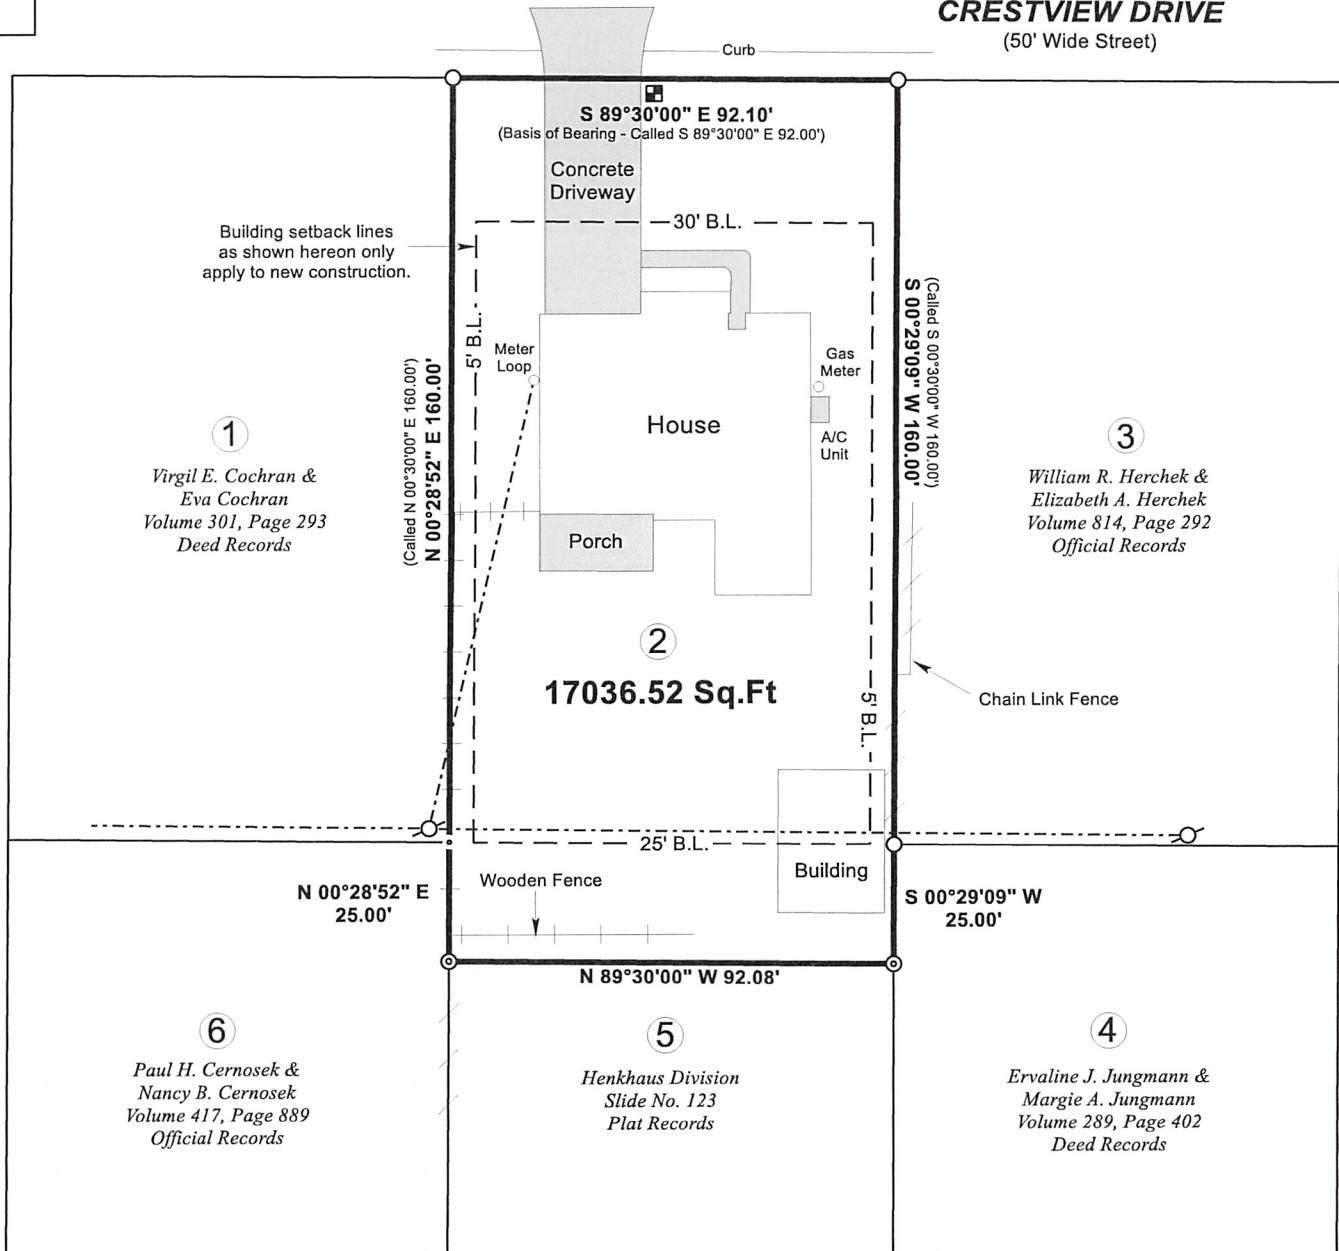 CRESTVIEW DRIVE
(50' Wide Street)
Curb
S 89°30'00" E 92.10'
(Basis of Bearing - Called S 89°30'00" E 92.00')
Concrete
Driveway
30' B.L.
Building setback lines
as shown hereon only
apply to new construction.
5' B.L.
Meter
Loop
(Called N 00°30'00" E 160.00')
N 00°28'52" E 160.00'
House
Gas
Meter
A/C
Unit
(Called S 00°30'00" W 160.00')
S 00°29'09" W 160.00'
1
Virgil E. Cochran &
Eva Cochran
Volume 301, Page 293
Deed Records
3
William R. Herchek &
Elizabeth A. Herchek
Volume 814, Page 292
Official Records
Porch
2
17036.52 Sq.Ft
5' B.L.
Chain Link Fence
25' B.L.
Building
Wooden Fence
N 00°28'52" E
25.00'
S 00°29'09" W
25.00'
N 89°30'00" W 92.08'
6
Paul H. Cernosek &
Nancy B. Cernosek
Volume 417, Page 889
Official Records
5
Henkhaus Division
Slide No. 123
Plat Records
4
Ervaline J. Jungmann &
Margie A. Jungmann
Volume 289, Page 402
Deed Records